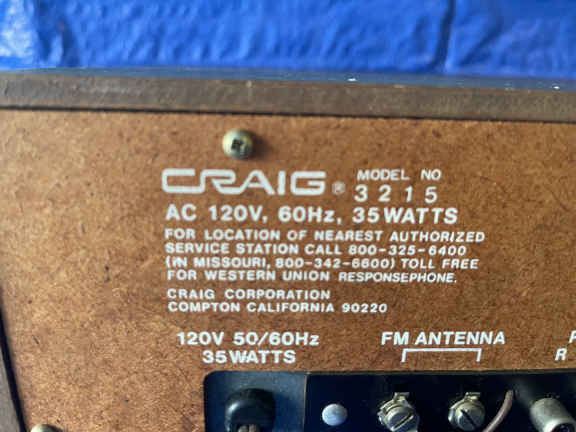 CRAIG® MODEL NO 3215
AC 120V, 60Hz, 35 WATTS
FOR LOCATION OF NEAREST AUTHORIZED
SERVICE STATION CALL 800-325-6400
(IN MISSOURI, 800-342-6600) TOLL FREE
FOR WESTERN UNION RESPONSEPHONE.
CRAIG CORPORATION
COMPTON CALIFORNIA 90220
120V 50/60Hz
35 WATTS
FM ANTENNA
R